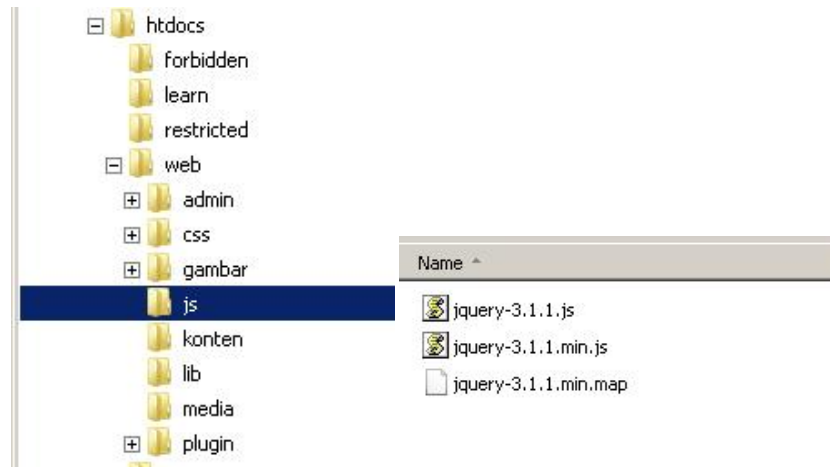 htdocs
forbidden
learn
restricted
web
admin
css
gambar
js
konten
lib
media
plugin
Name
jquery-3.1.1.js
jquery-3.1.1.min.js
jquery-3.1.1.min.map